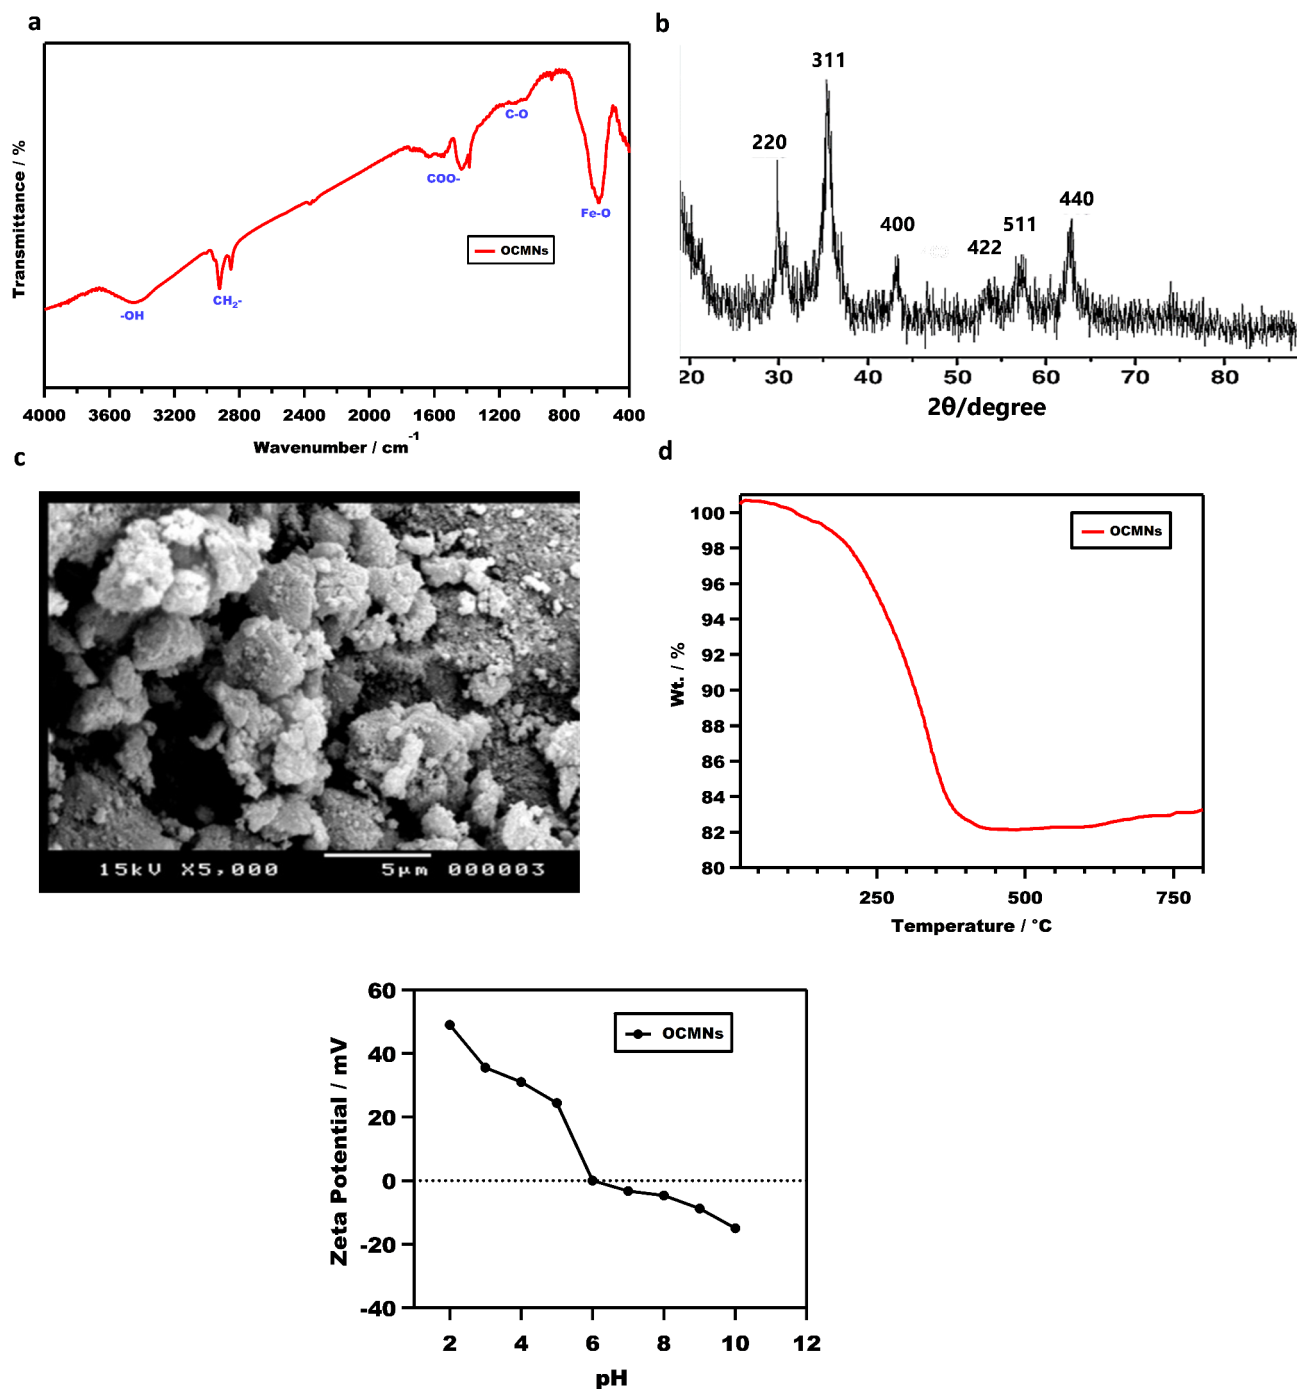 a
Transmittance / %
C-O
COO-
Fe-O
OCMNs
CH₂-
-OH
4000 3600 3200 2800 2400 2000 1600 1200 800 400
Wavenumber / cm⁻¹
b
311
220
400
422
511
440
20 30 40 50 60 70 80
2θ/degree
c
15kV X5,000 5μm 000003
d
Wt. / %
100
98
96
94
92
90
88
86
84
82
80
OCMNs
250 500 750
Temperature / °C
Zeta Potential / mV
60
40
20
0
-20
-40
OCMNs
2 4 6 8 10 12
pH